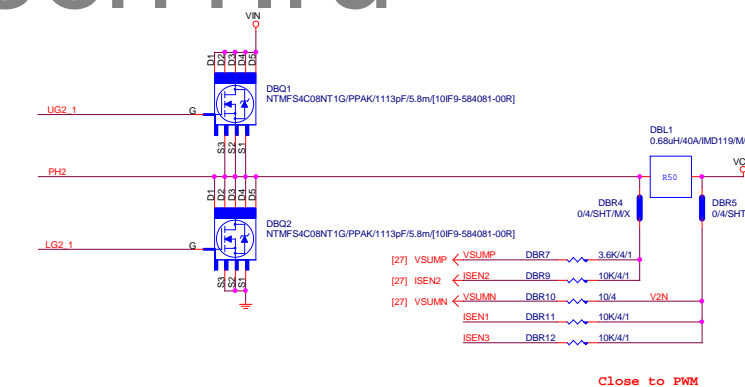 VIN
D1 D2 D3 D4 D5
DBQ1
NTMFS4C08NT1G/PPAK/1113pF/5.8m/[10IF9-584081-00R]
UG2_1
G
S3 S2 S1
DBL1
0.68uH/40A/IMD119/M/
PH2
R50
D1 D2 D3 D4 D5
DBR4
0/4/SHT/M/X
DBR5
0/4/SHT
DBQ2
NTMFS4C08NT1G/PPAK/1113pF/5.8m/[10IF9-584081-00R]
LG2_1
G
S3 S2 S1
[27] VSUMP VSUMP DBR7 3.6K/4/1
[27] ISEN2 ISEN2 DBR9 10K/4/1
[27] VSUMN VSUMN DBR10 10/4 V2N
ISEN1 DBR11 10K/4/1
ISEN3 DBR12 10K/4/1
Close to PWM